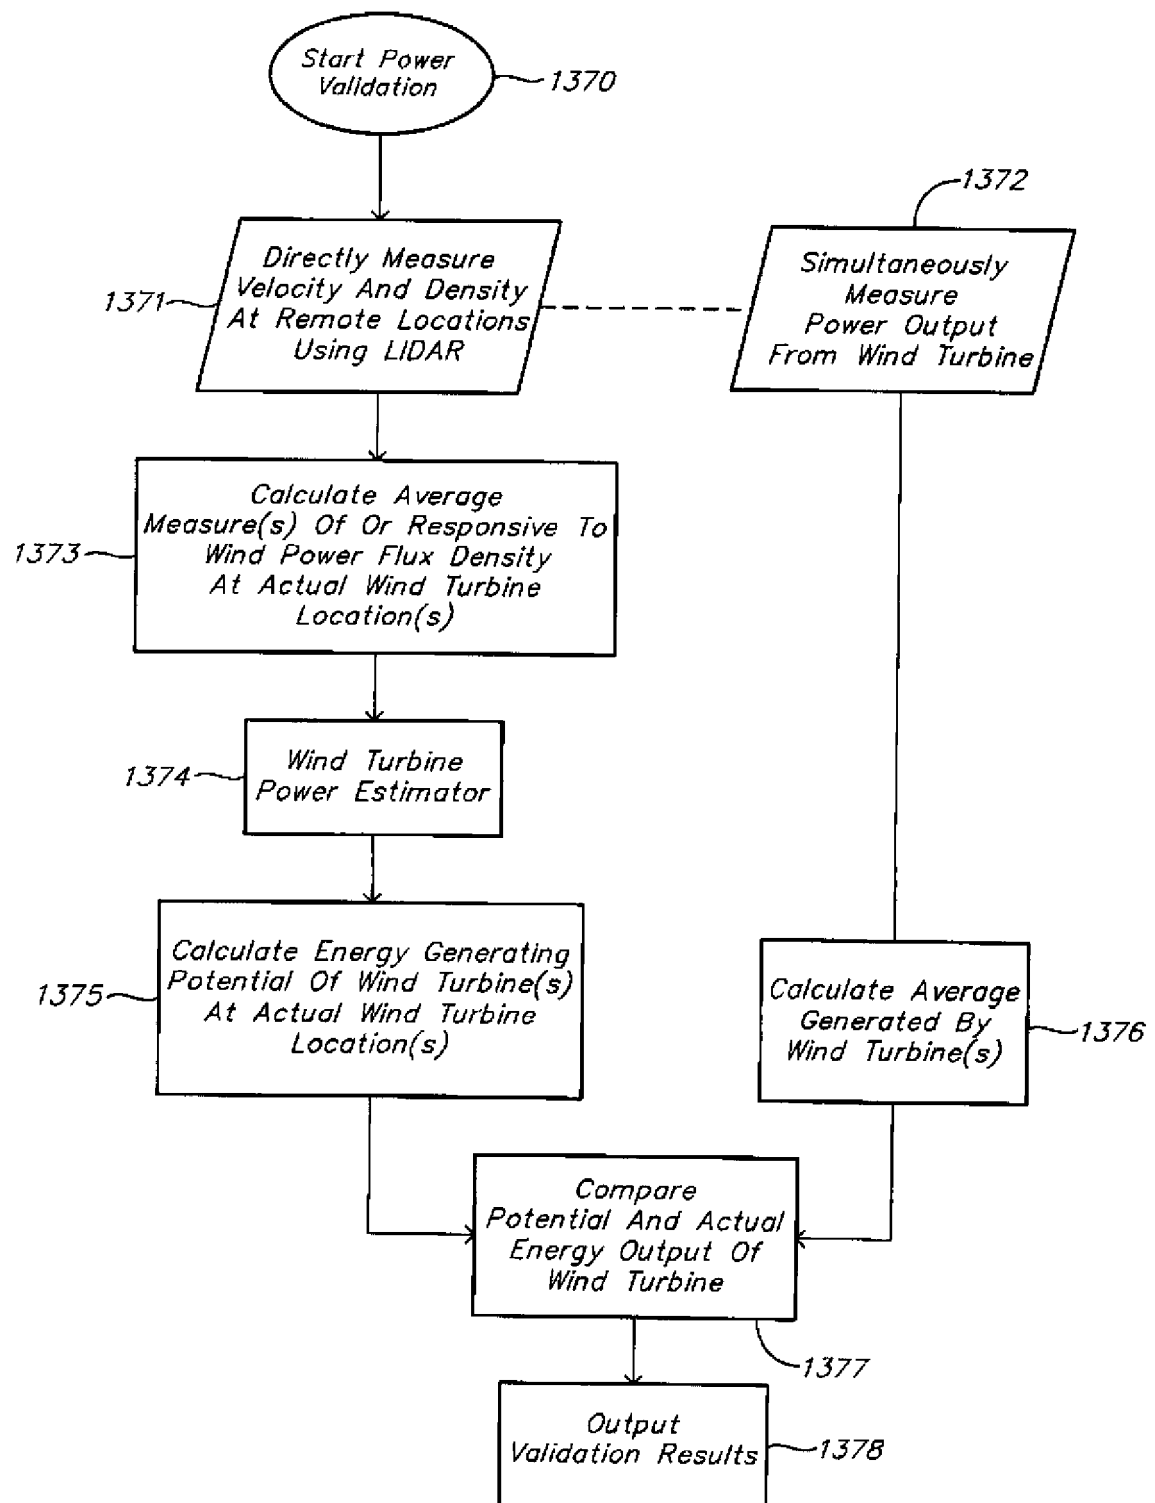 Start Power
Validation
1370
1372
Directly Measure
Velocity And Density
At Remote Locations
Using LIDAR
1371
Simultaneously
Measure
Power Output
From Wind Turbine
Calculate Average
Measure(s) Of Or Responsive To
Wind Power Flux Density
At Actual Wind Turbine
Location(s)
1373
Wind Turbine
Power Estimator
1374
Calculate Energy Generating
Potential Of Wind Turbine(s)
At Actual Wind Turbine
Location(s)
1375
Calculate Average
Generated By
Wind Turbine(s)
1376
Compare
Potential And Actual
Energy Output Of
Wind Turbine
1377
Output
Validation Results
1378